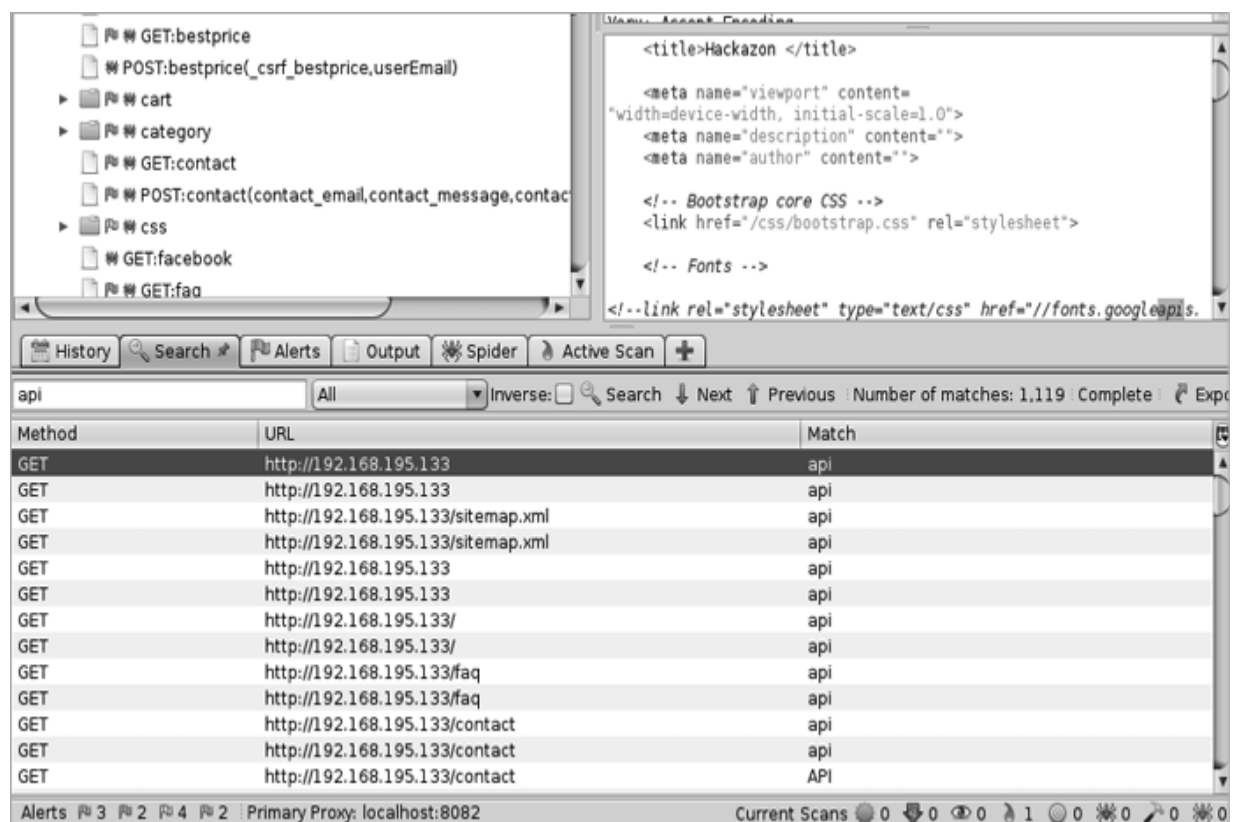 GET:bestprice
POST:bestprice(_csrf_bestprice,userEmail)
cart
category
GET:contact
POST:contact(contact_email,contact_message,contac
css
GET:facebook
GET:faq
Vary: Accept-Encoding
<title>Hackazon </title>
<meta name="viewport" content=
"width=device-width, initial-scale=1.0">
<meta name="description" content="">
<meta name="author" content="">
<!-- Bootstrap core CSS -->
<link href="/css/bootstrap.css" rel="stylesheet">
<!-- Fonts -->
<!--link rel="stylesheet" type="text/css" href="//fonts.googleapis.
History Search Alerts Output Spider Active Scan
api All Inverse: Search Next Previous Number of matches: 1,119 Complete Expo
Method URL Match
GET http://192.168.195.133 api
GET http://192.168.195.133 api
GET http://192.168.195.133/sitemap.xml api
GET http://192.168.195.133/sitemap.xml api
GET http://192.168.195.133 api
GET http://192.168.195.133 api
GET http://192.168.195.133/ api
GET http://192.168.195.133/ api
GET http://192.168.195.133/faq api
GET http://192.168.195.133/faq api
GET http://192.168.195.133/contact api
GET http://192.168.195.133/contact api
GET http://192.168.195.133/contact API
Alerts 3 2 4 2 Primary Proxy: localhost:8082 Current Scans 0 0 0 1 0 0 0 0